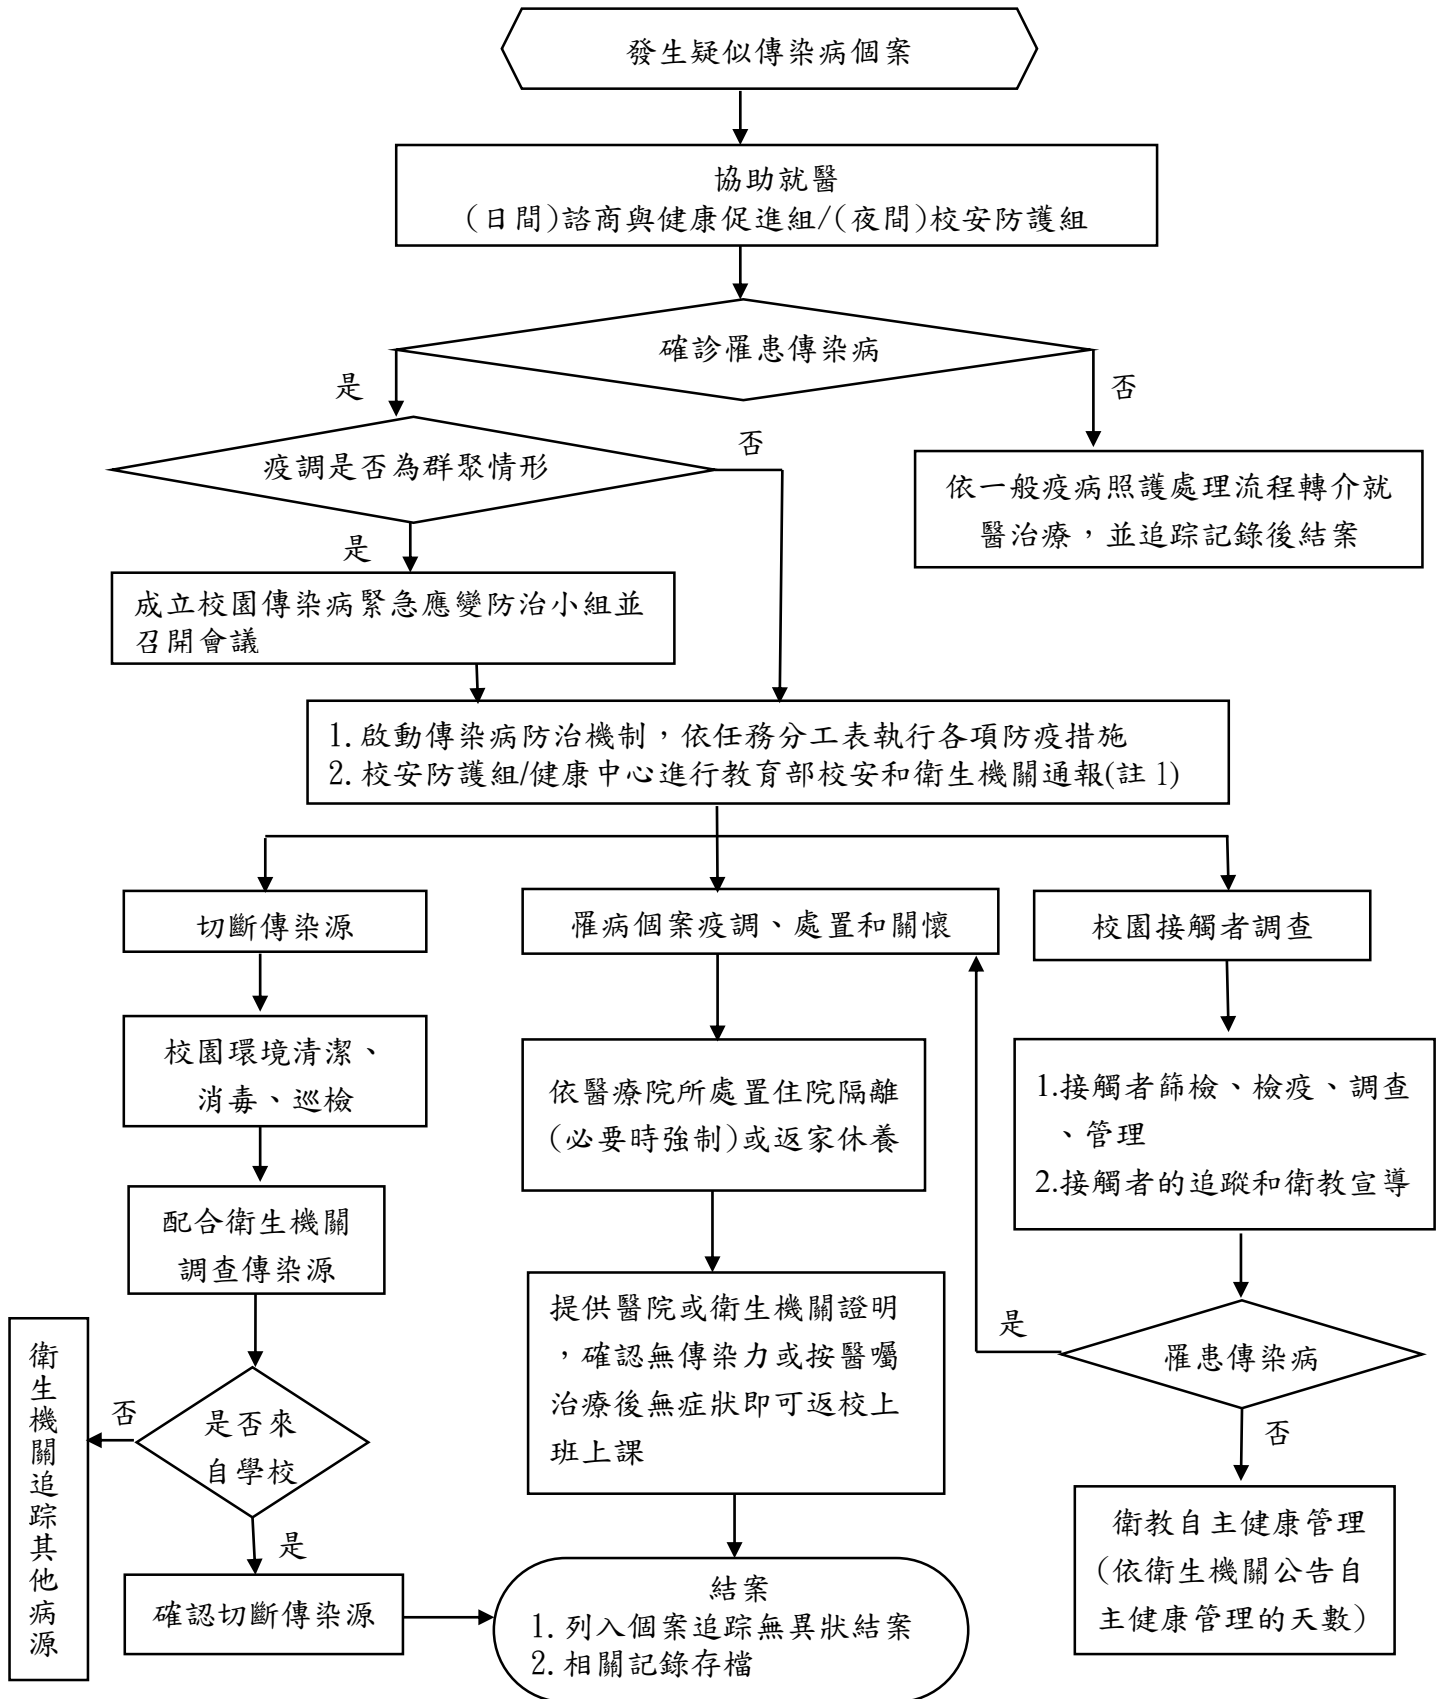 發生疑似傳染病個案
協助就醫
(日間)諮商與健康促進組/(夜間)校安防護組
確診罹患傳染病
是
否
疫調是否為群聚情形
否
依一般疫病照護處理流程轉介就
醫治療，並追踪記錄後結案
是
成立校園傳染病緊急應變防治小組並
召開會議
1. 啟動傳染病防治機制，依任務分工表執行各項防疫措施
2. 校安防護組/健康中心進行教育部校安和衛生機關通報(註 1)
切斷傳染源
罹病個案疫調、處置和關懷
校園接觸者調查
校園環境清潔、
消毒、巡檢
依醫療院所處置住院隔離
(必要時強制)或返家休養
1.接觸者篩檢、檢疫、調查
、管理
2.接觸者的追蹤和衛教宣導
配合衛生機關
調查傳染源
提供醫院或衛生機關證明
，確認無傳染力或按醫囑
治療後無症狀即可返校上
班上課
是
罹患傳染病
衛生機關追踪其他病源
否
是否來
自學校
否
是
衛教自主健康管理
(依衛生機關公告自
主健康管理的天數)
確認切斷傳染源
結案
1. 列入個案追踪無異狀結案
2. 相關記錄存檔